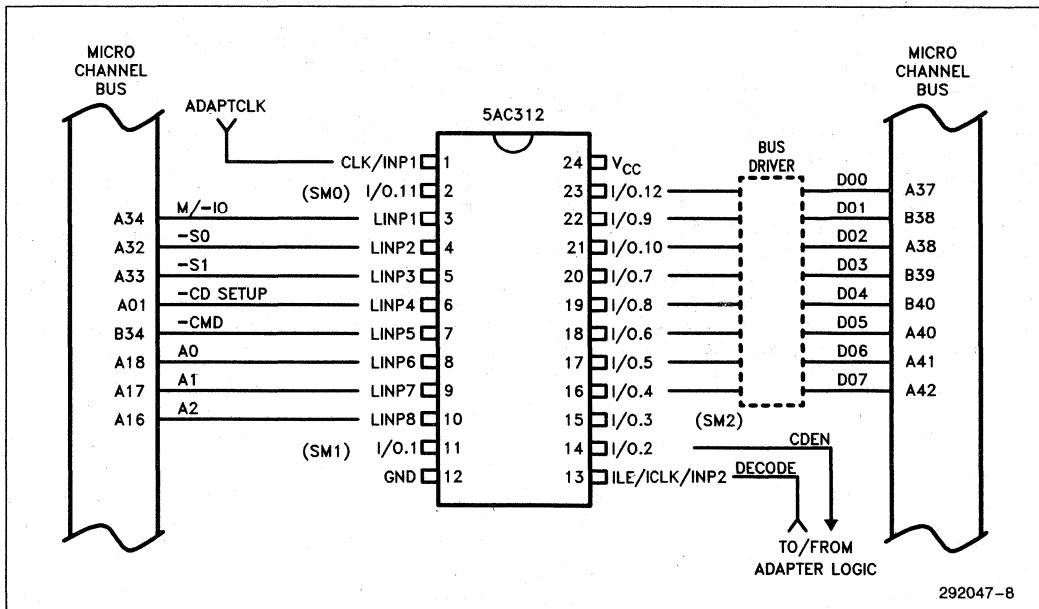 MICRO
CHANNEL
BUS
MICRO
CHANNEL
BUS
ADAPTCLK
5AC312
BUS
DRIVER
CLK/INP1 1
24 VCC
(SM0) I/O.11 2
23 I/O.12 D00 A37
A34 M/-IO LINP1 3
22 I/O.9 D01 B38
A32 -S0 LINP2 4
21 I/O.10 D02 A38
A33 -S1 LINP3 5
20 I/O.7 D03 B39
A01 -CD SETUP LINP4 6
19 I/O.8 D04 B40
B34 -CMD LINP5 7
18 I/O.6 D05 A40
A18 A0 LINP6 8
17 I/O.5 D06 A41
A17 A1 LINP7 9
16 I/O.4 D07 A42
A16 A2 LINP8 10
15 I/O.3 (SM2)
(SM1) I/O.1 11
14 I/O.2 CDEN
GND 12
13 ILE/ICLK/INP2 DECODE
TO/FROM
ADAPTER LOGIC
292047-8